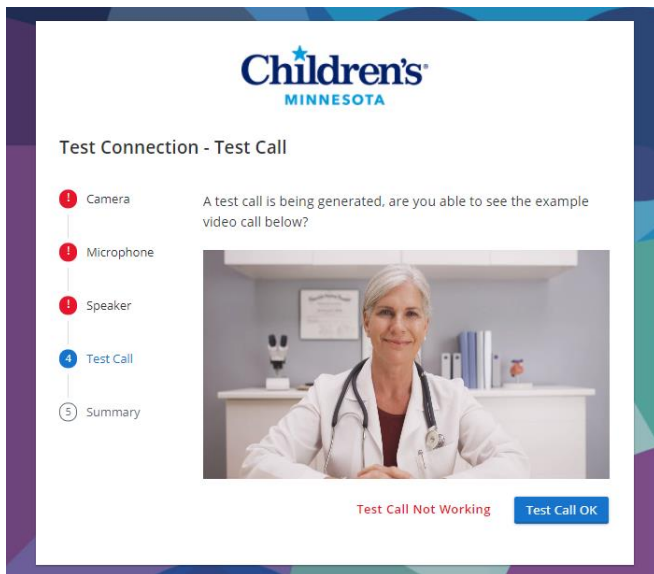 Children's
MINNESOTA
Test Connection - Test Call
! Camera
! Microphone
! Speaker
4 Test Call
5 Summary
A test call is being generated, are you able to see the example
video call below?
Test Call Not Working
Test Call OK